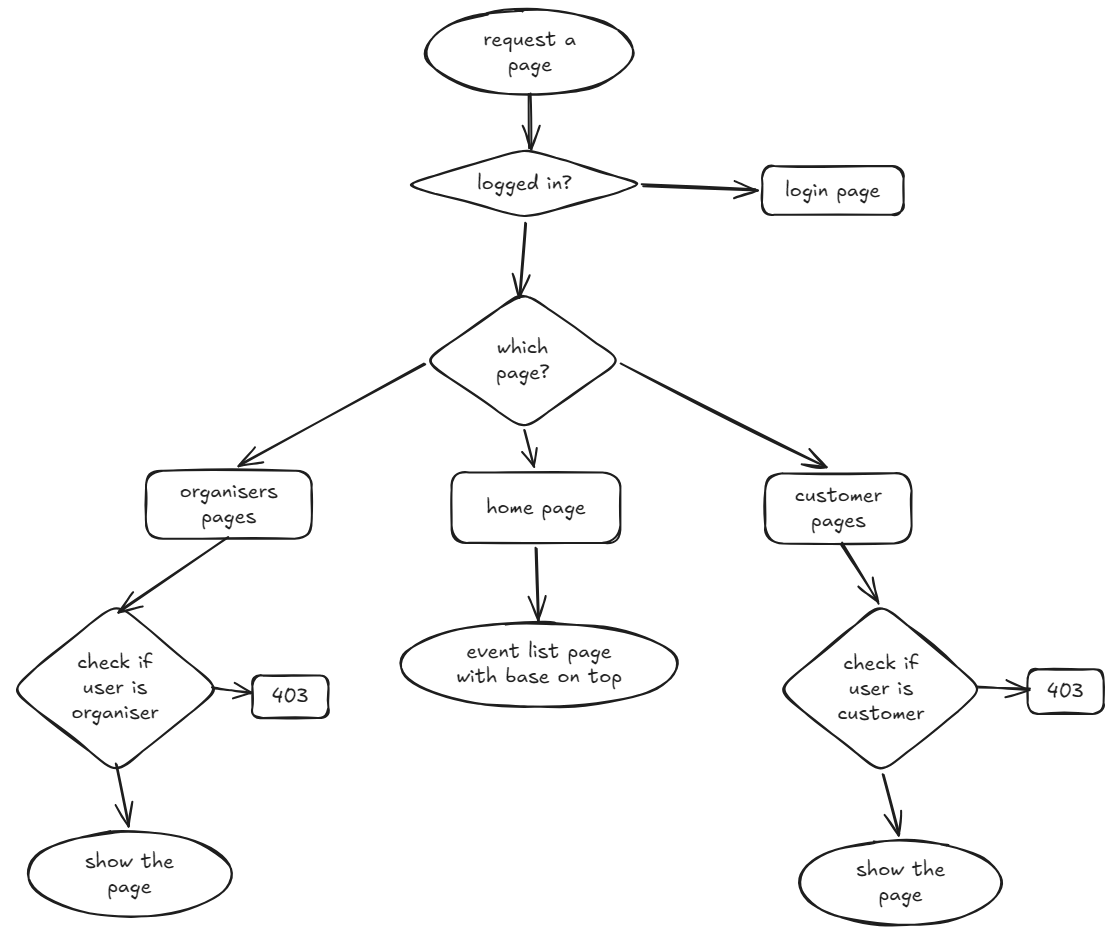 request a
page
logged in?
login page
which
page?
organisers
pages
home page
customer
pages
check if
user is
organiser
403
event list page
with base on top
check if
user is
customer
403
show the
page
show the
page